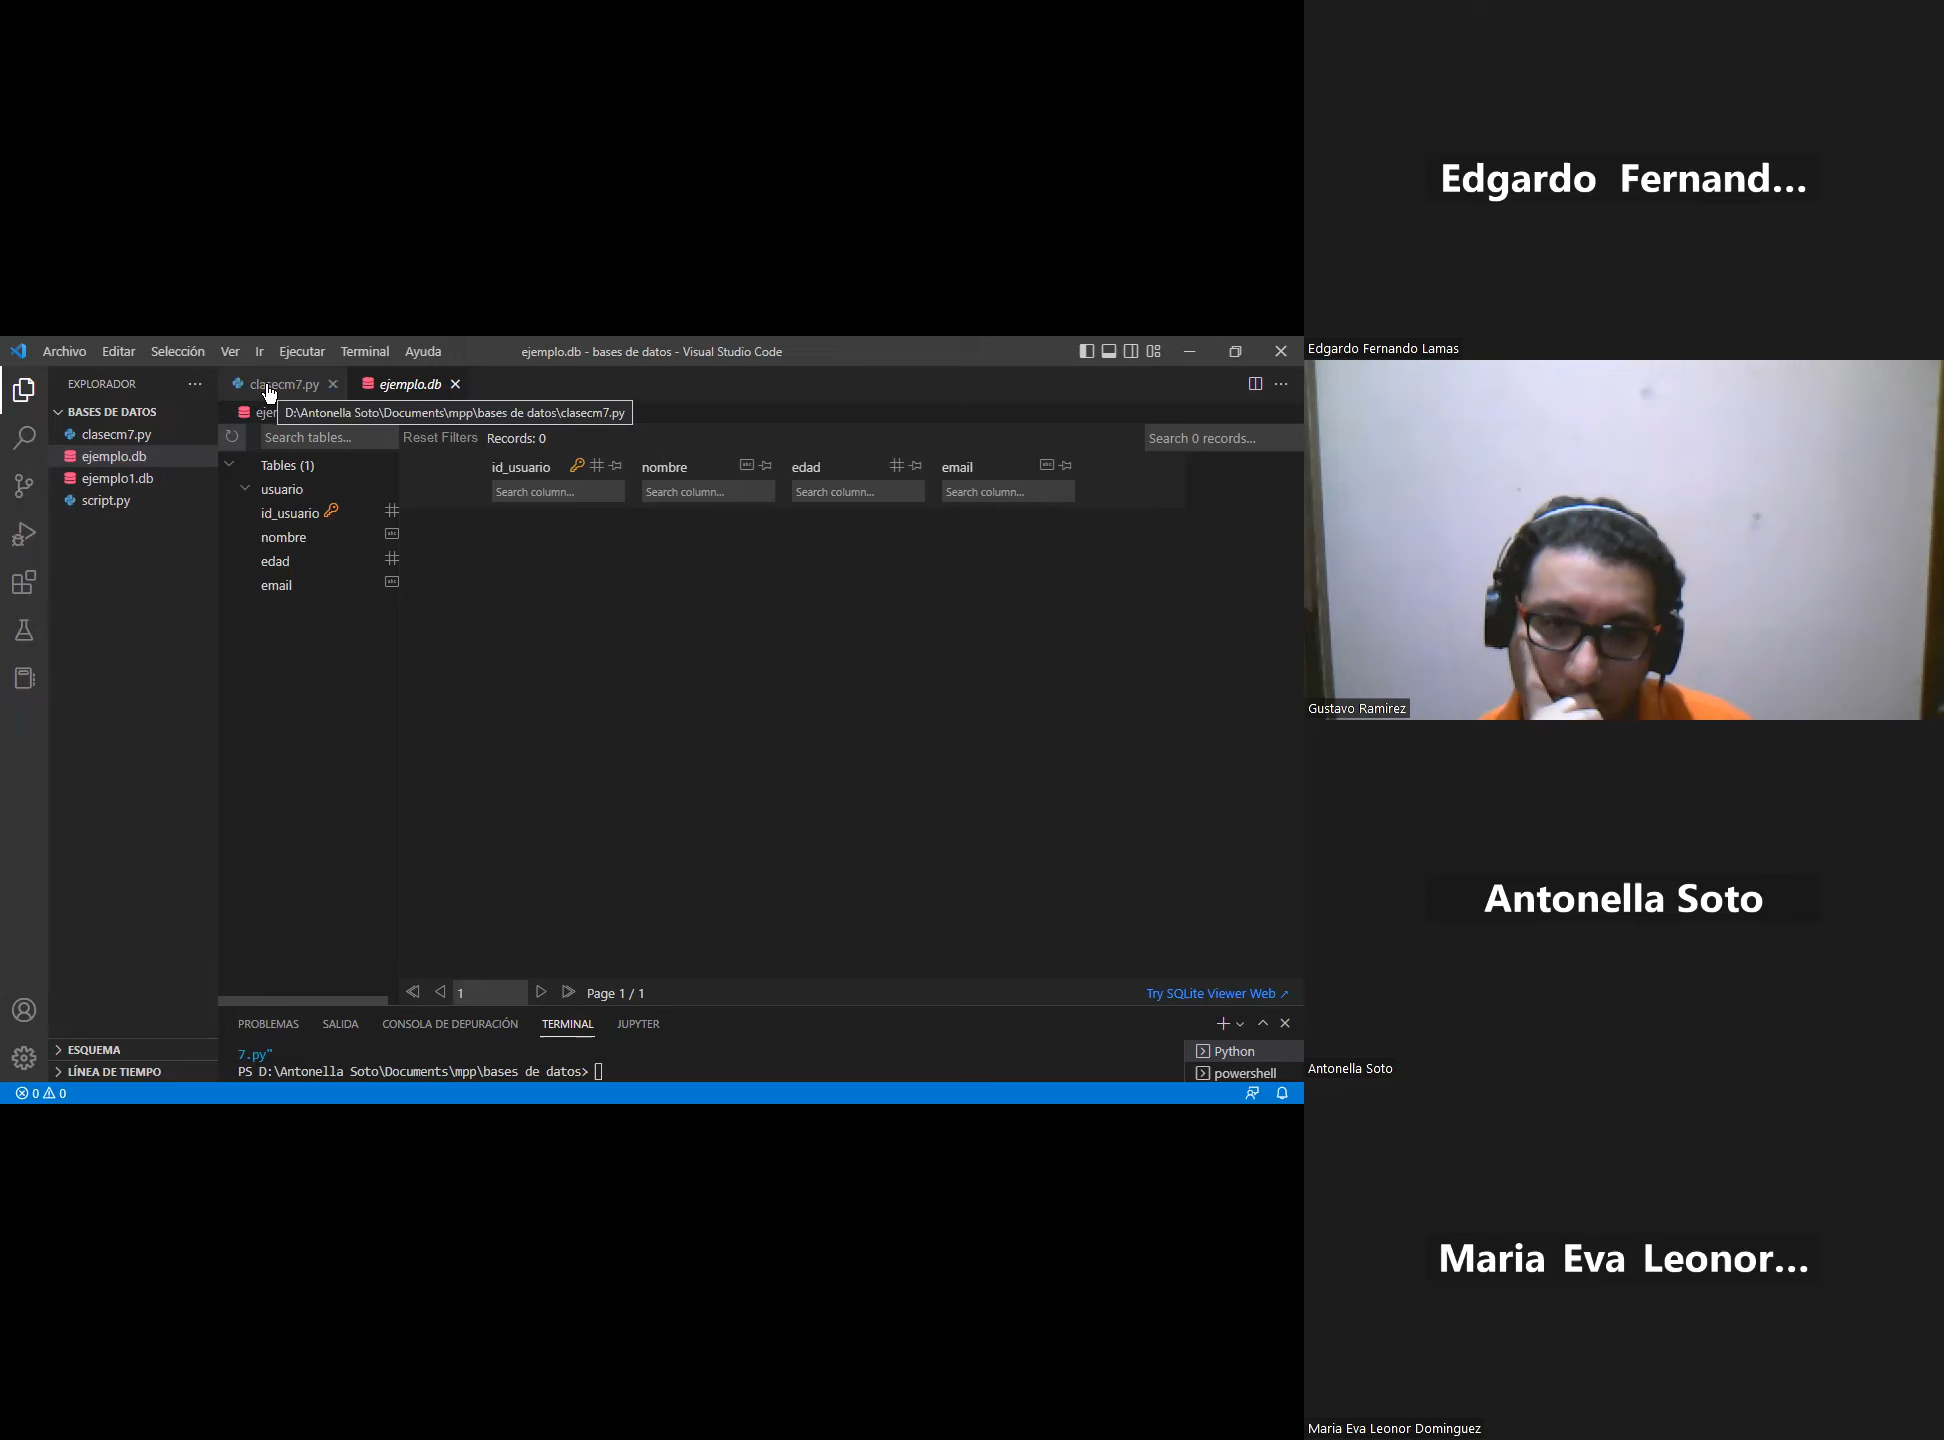 Archivo Editar Selección Ver Ir Ejecutar Terminal Ayuda
ejemplo.db - bases de datos - Visual Studio Code
EXPLORADOR
clasecm7.py
ejemplo.db
D:\Antonella Soto\Documents\mpp\bases de datos\clasecm7.py
BASES DE DATOS
clasecm7.py
ejemplo.db
ejemplo1.db
script.py
Search tables...
Reset Filters
Records: 0
Search 0 records...
Tables (1)
usuario
id_usuario
nombre
edad
email
id_usuario nombre edad email
Search column... Search column... Search column... Search column...
1
Page 1 / 1
Try SQLite Viewer Web ↗
PROBLEMAS SALIDA CONSOLA DE DEPURACIÓN TERMINAL JUPYTER
7.py"
PS D:\Antonella Soto\Documents\mpp\bases de datos>
Python
powershell
ESQUEMA
LÍNEA DE TIEMPO
0 0
Edgardo Fernand...
Edgardo Fernando Lamas
Gustavo Ramirez
Antonella Soto
Antonella Soto
Maria Eva Leonor...
Maria Eva Leonor Dominguez